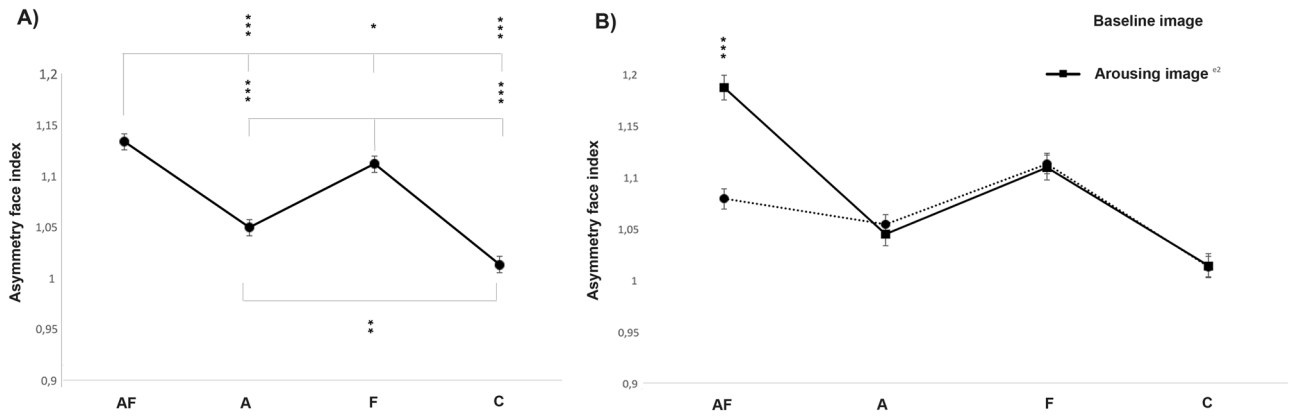 A)
***
*
***
***
***
1,2
1,15
1,1
1,05
1
0,95
0,9
Asymmetry face index
**
AF A F C
B)
Baseline image
Arousing image e2
***
1,2
1,15
1,1
1,05
1
0,95
0,9
Asymmetry face index
AF A F C